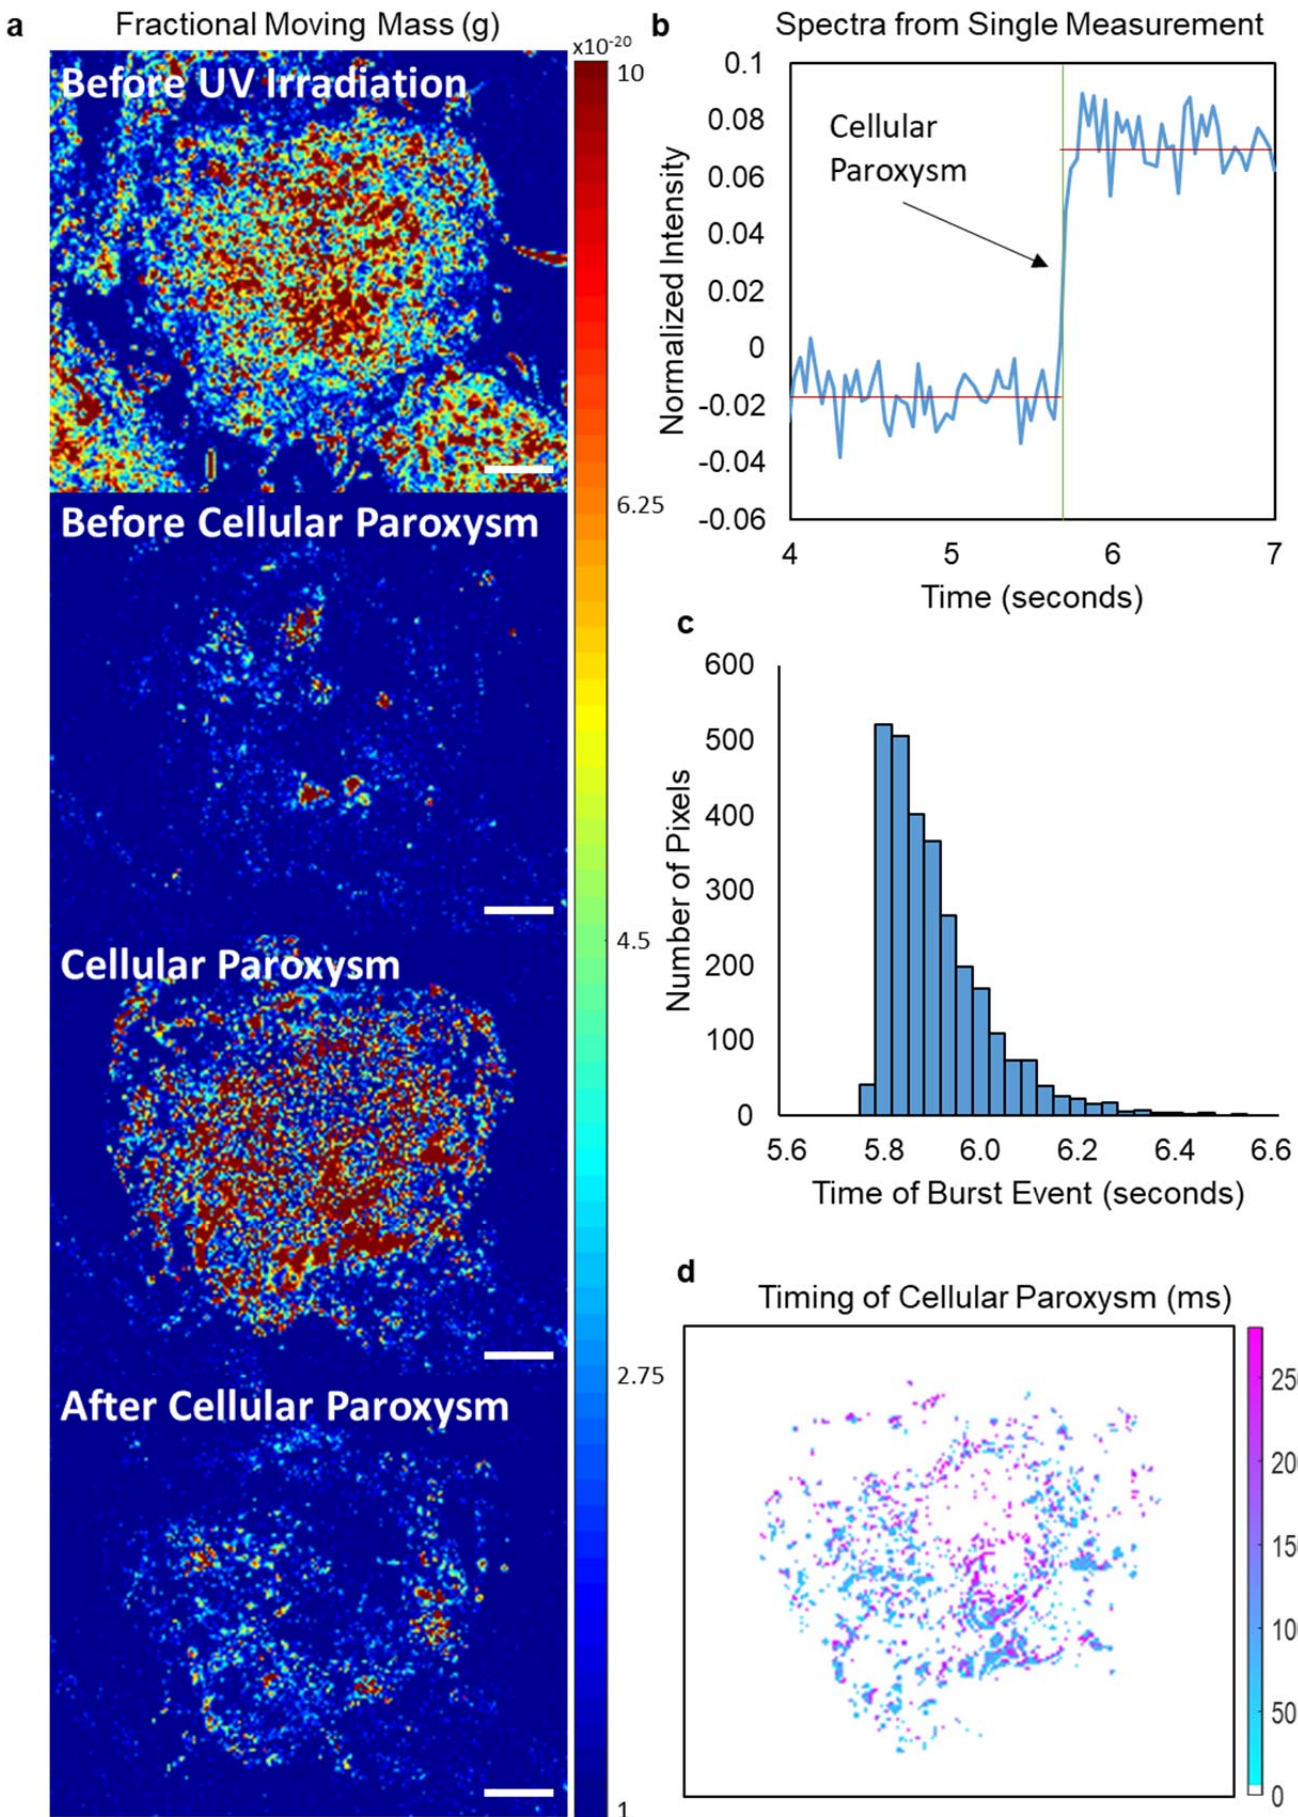 a
Fractional Moving Mass (g)
x10-20
Before UV Irradiation
Before Cellular Paroxysm
Cellular Paroxysm
After Cellular Paroxysm
10
6.25
4.5
2.75
1
b
Spectra from Single Measurement
Normalized Intensity
0.1
0.08
0.06
0.04
0.02
0
-0.02
-0.04
-0.06
Cellular
Paroxysm
4 5 6 7
Time (seconds)
c
Number of Pixels
600
500
400
300
200
100
0
5.6 5.8 6.0 6.2 6.4 6.6
Time of Burst Event (seconds)
d
Timing of Cellular Paroxysm (ms)
50
0